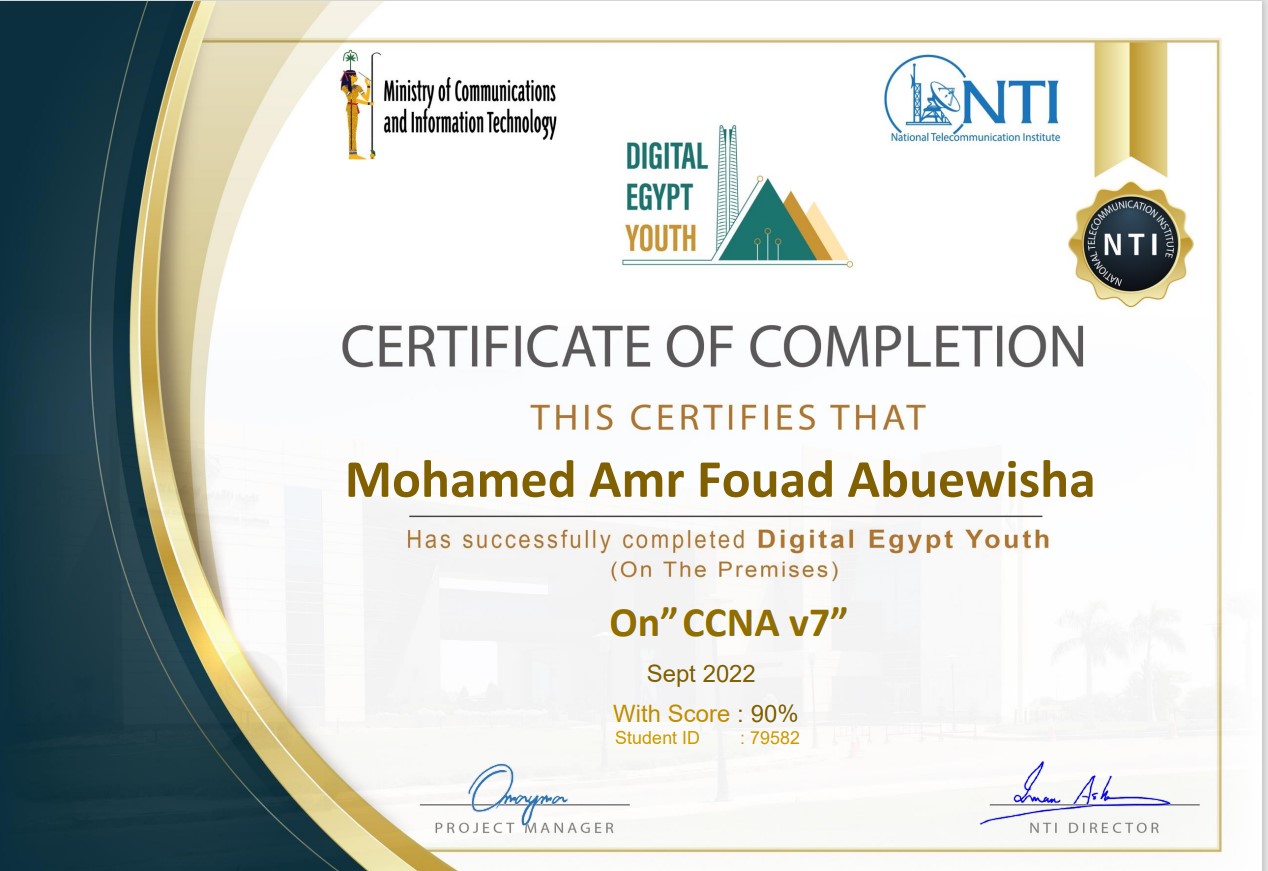 Ministry of Communications
and Information Technology
NTI
National Telecommunication Institute
DIGITAL
EGYPT
YOUTH
NATIONAL TELECOMMUNICATION INSTITUTE
NTI
CERTIFICATE OF COMPLETION
THIS CERTIFIES THAT
Mohamed Amr Fouad Abuewisha
Has successfully completed Digital Egypt Youth
(On The Premises)
On” CCNA v7”
Sept 2022
With Score : 90%
Student ID : 79582
Omayma
PROJECT MANAGER
NTI DIRECTOR